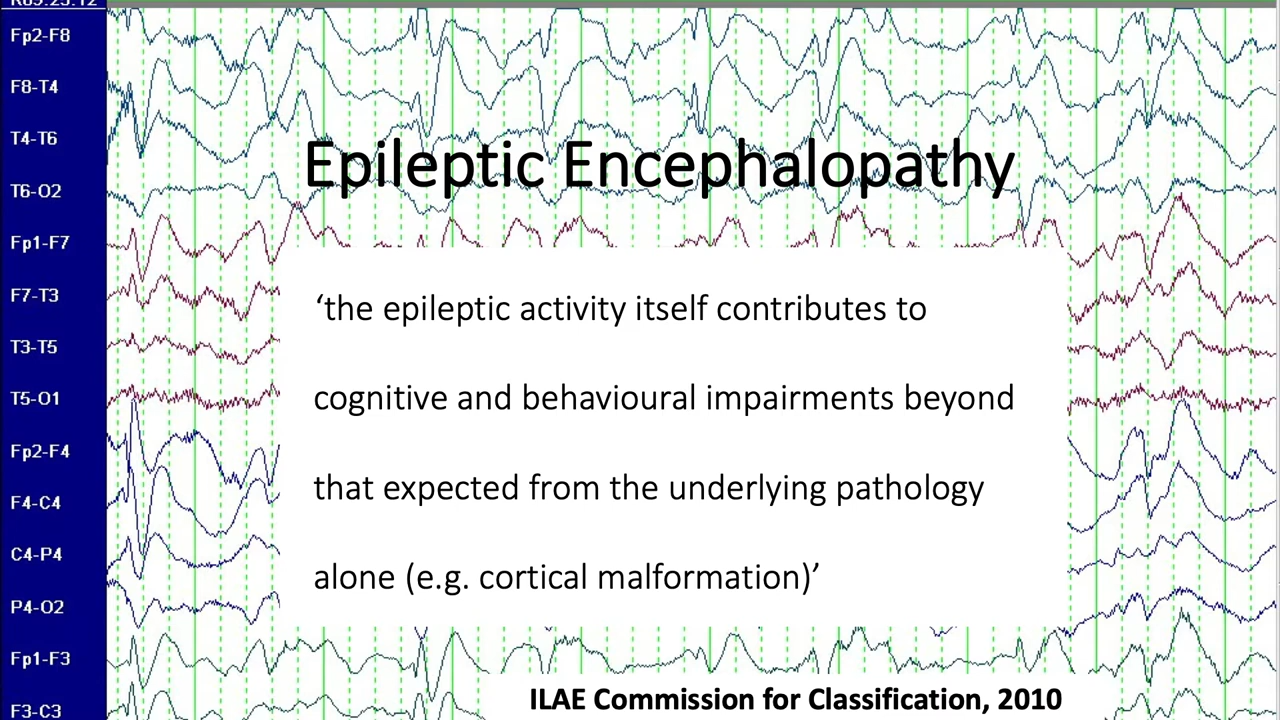 Fp2-F8
F8-T4
T4-T6
T6-O2
Fp1-F7
F7-T3
T3-T5
T5-O1
Fp2-F4
F4-C4
C4-P4
P4-O2
Fp1-F3
F3-C3
Epileptic Encephalopathy
‘the epileptic activity itself contributes to
cognitive and behavioural impairments beyond
that expected from the underlying pathology
alone (e.g. cortical malformation)’
ILAE Commission for Classification, 2010